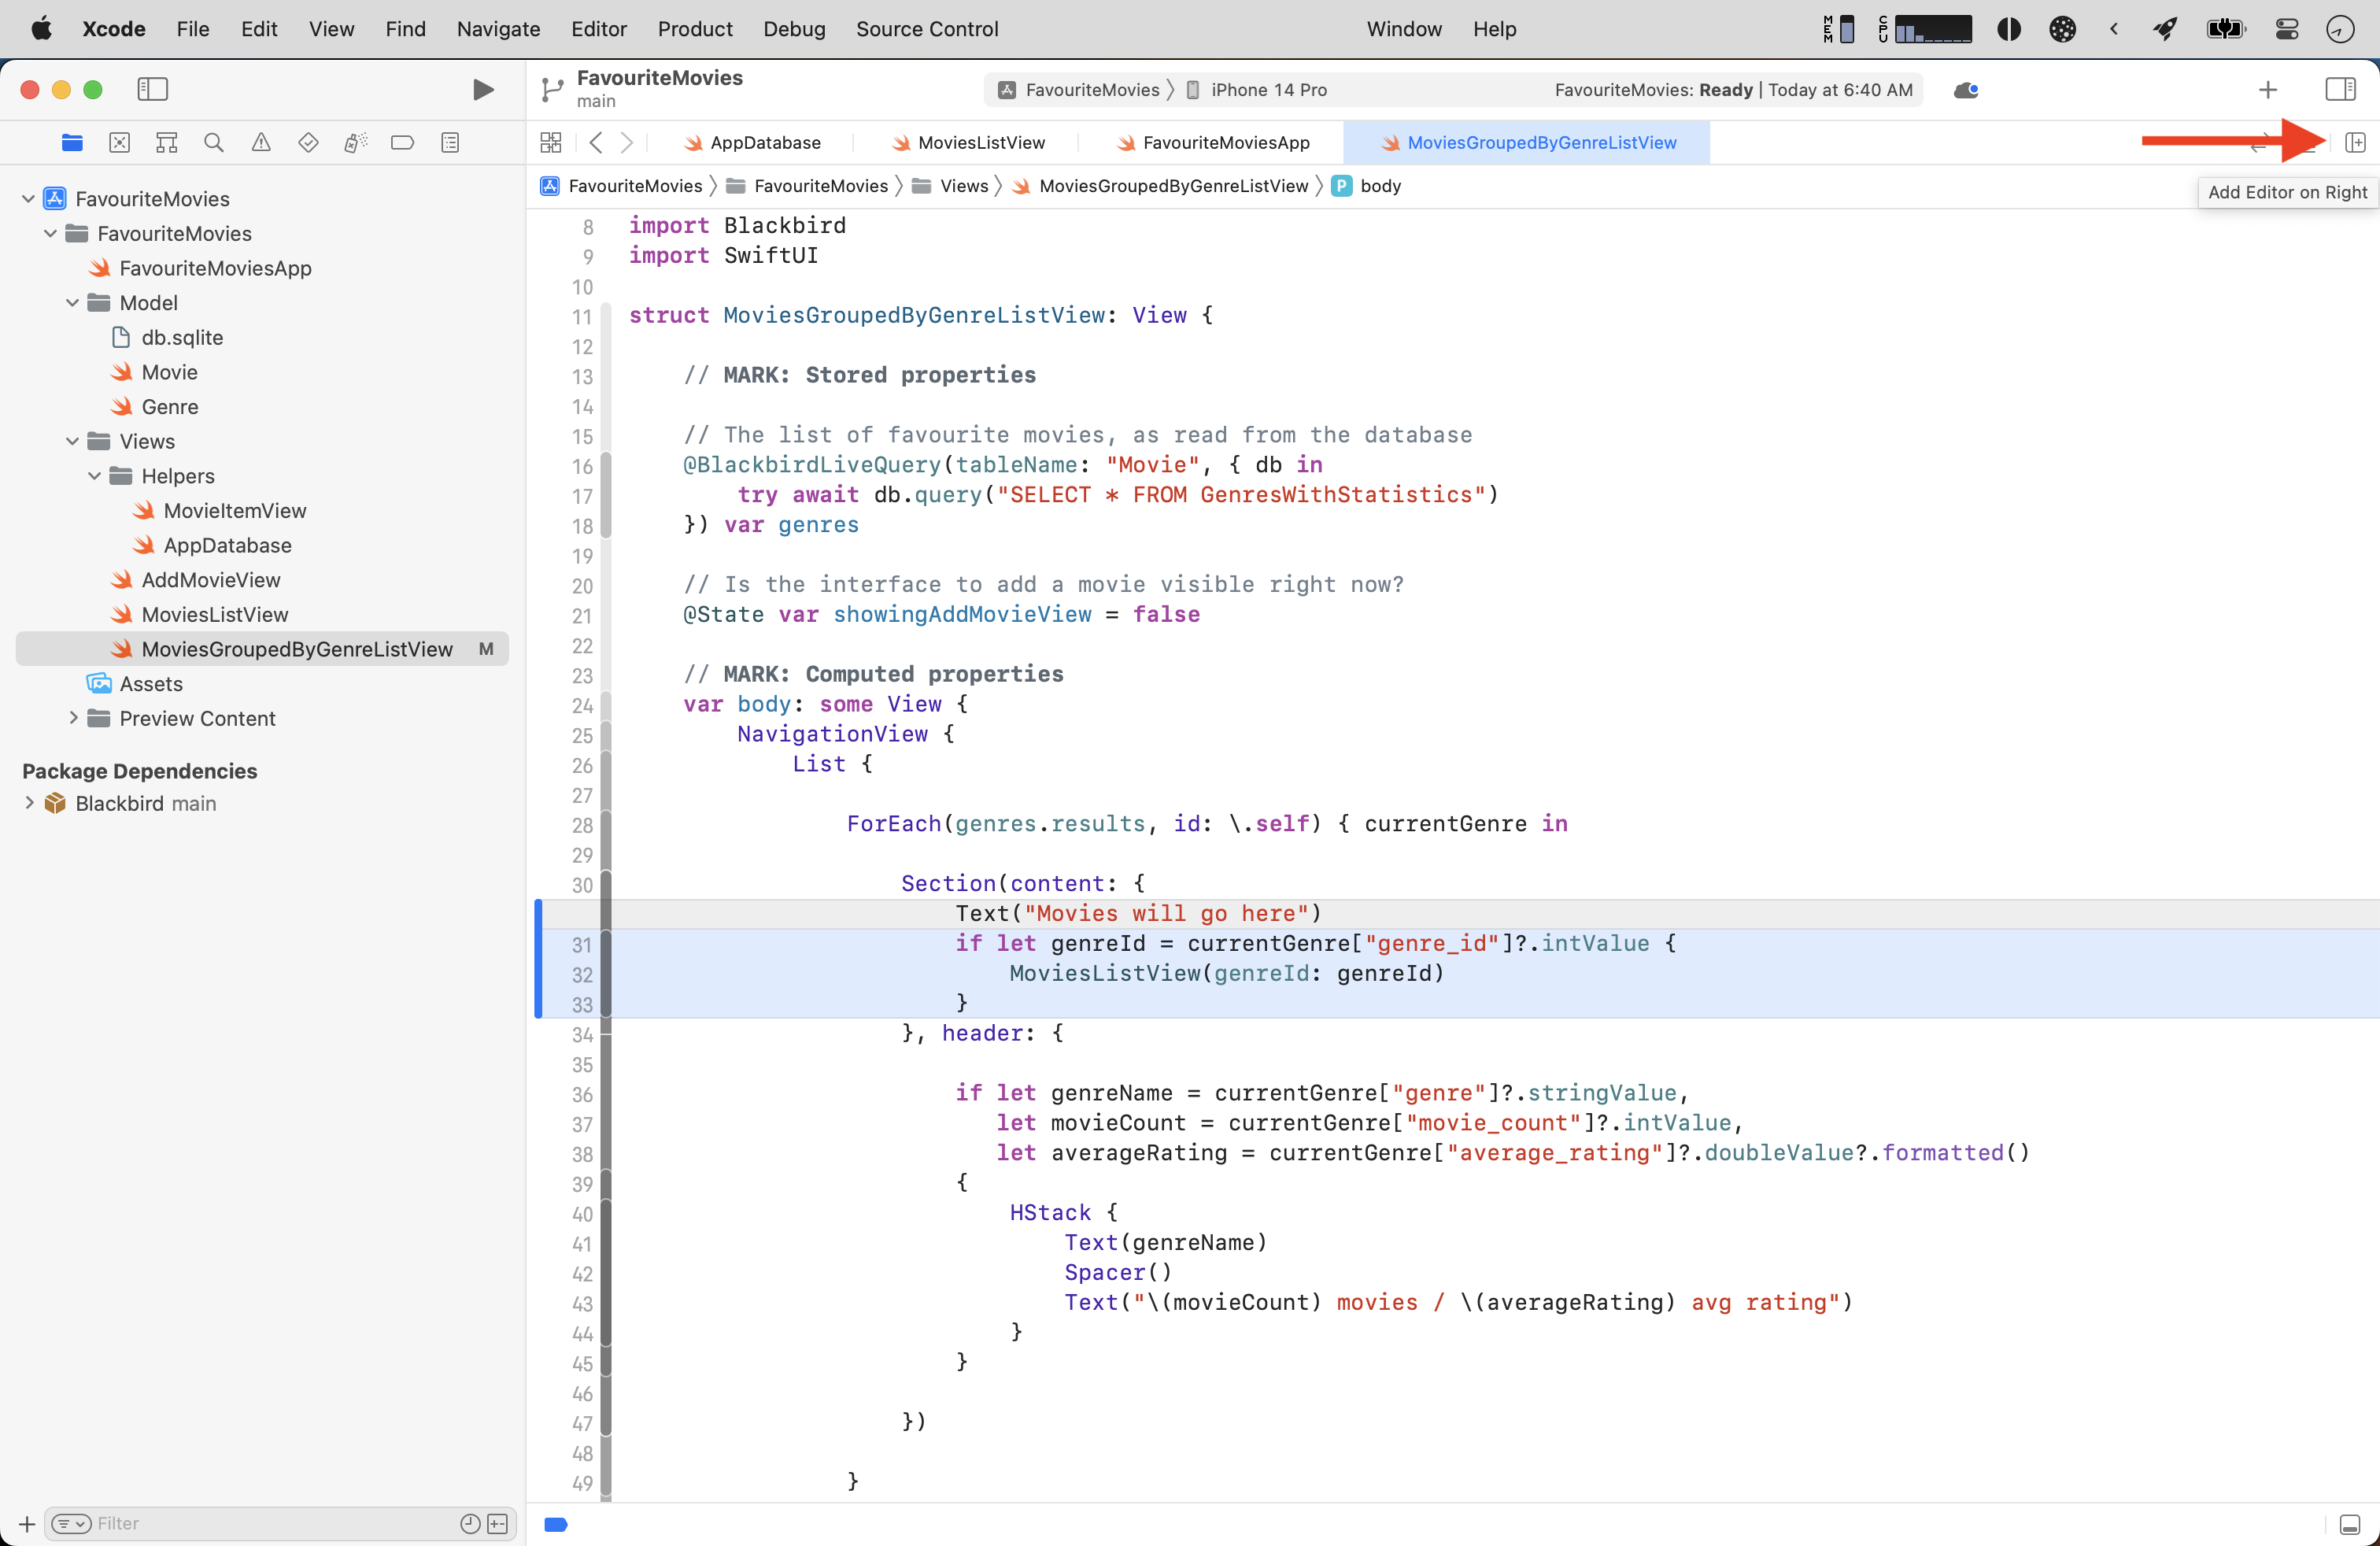 Xcode File Edit View Find Navigate Editor Product Debug Source Control Window Help MEM CPU
FavouriteMovies
main
FavouriteMovies iPhone 14 Pro FavouriteMovies: Ready | Today at 6:40 AM
AppDatabase MoviesListView FavouriteMoviesApp MoviesGroupedByGenreListView
FavouriteMovies FavouriteMovies Views MoviesGroupedByGenreListView P body
Add Editor on Right
FavouriteMovies
FavouriteMovies
FavouriteMoviesApp
Model
db.sqlite
Movie
Genre
Views
Helpers
MovieItemView
AppDatabase
AddMovieView
MoviesListView
MoviesGroupedByGenreListView M
Assets
Preview Content
Package Dependencies
Blackbird main
Filter
8 import Blackbird
9 import SwiftUI
10
11 struct MoviesGroupedByGenreListView: View {
12
13 // MARK: Stored properties
14
15 // The list of favourite movies, as read from the database
16 @BlackbirdLiveQuery(tableName: "Movie", { db in
17 try await db.query("SELECT * FROM GenresWithStatistics")
18 }) var genres
19
20 // Is the interface to add a movie visible right now?
21 @State var showingAddMovieView = false
22
23 // MARK: Computed properties
24 var body: some View {
25 NavigationView {
26 List {
27
28 ForEach(genres.results, id: \.self) { currentGenre in
29
30 Section(content: {
Text("Movies will go here")
31 if let genreId = currentGenre["genre_id"]?.intValue {
32 MoviesListView(genreId: genreId)
33 }
34 }, header: {
35
36 if let genreName = currentGenre["genre"]?.stringValue,
37 let movieCount = currentGenre["movie_count"]?.intValue,
38 let averageRating = currentGenre["average_rating"]?.doubleValue?.formatted()
39 {
40 HStack {
41 Text(genreName)
42 Spacer()
43 Text("\(movieCount) movies / \(averageRating) avg rating")
44 }
45 }
46
47 })
48
49 }